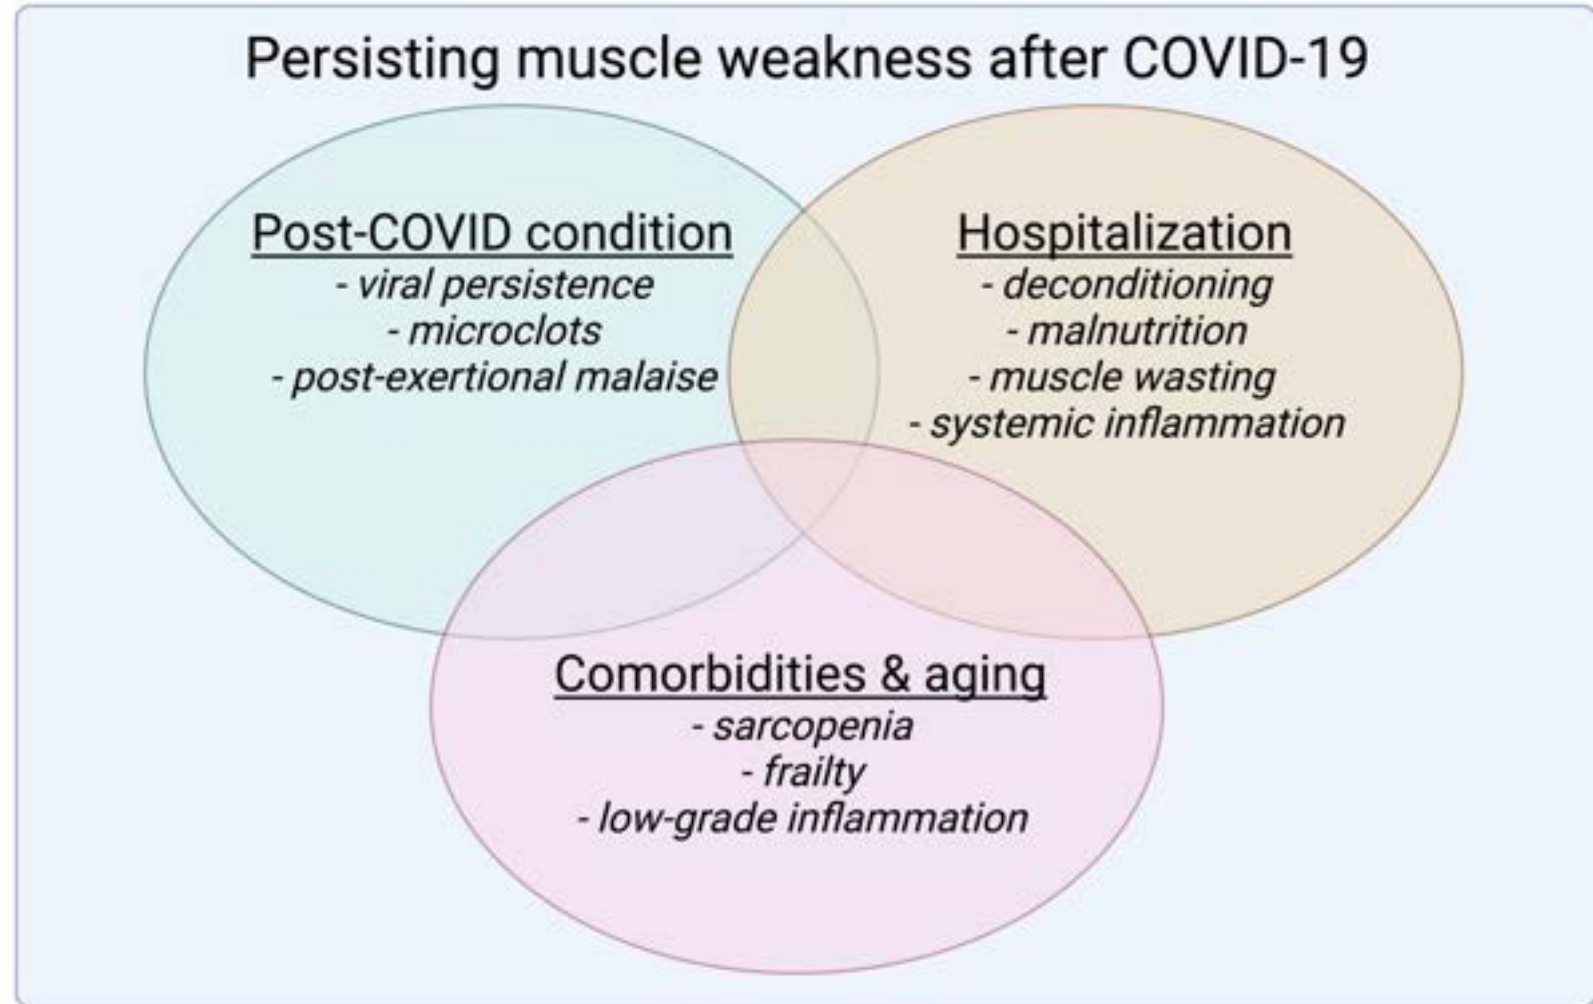 Persisting muscle weakness after COVID-19
Post-COVID condition
- viral persistence
- microclots
- post-exertional malaise
Hospitalization
- deconditioning
- malnutrition
- muscle wasting
- systemic inflammation
Comorbidities & aging
- sarcopenia
- frailty
- low-grade inflammation